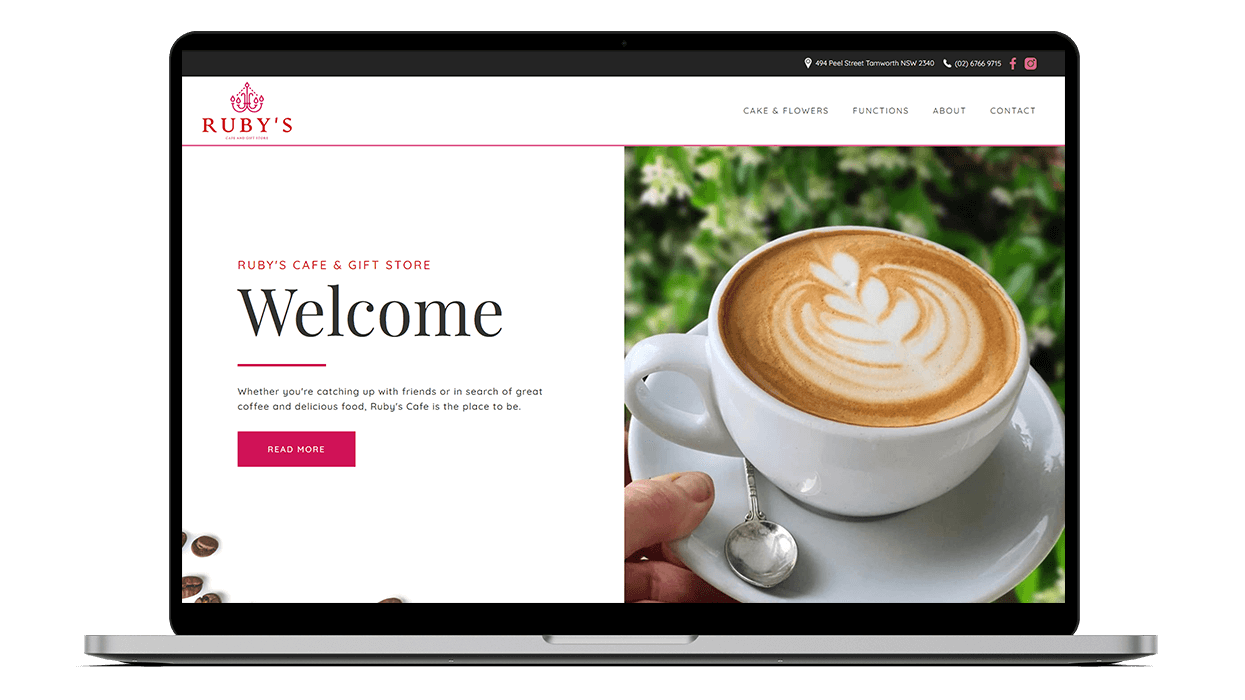 494 Peel Street Tamworth NSW 2340 (02) 6766 9715
RUBY'S
CAFE AND GIFT STORE
CAKE & FLOWERS FUNCTIONS ABOUT CONTACT
RUBY'S CAFE & GIFT STORE
Welcome
Whether you're catching up with friends or in search of great
coffee and delicious food, Ruby's Cafe is the place to be.
READ MORE